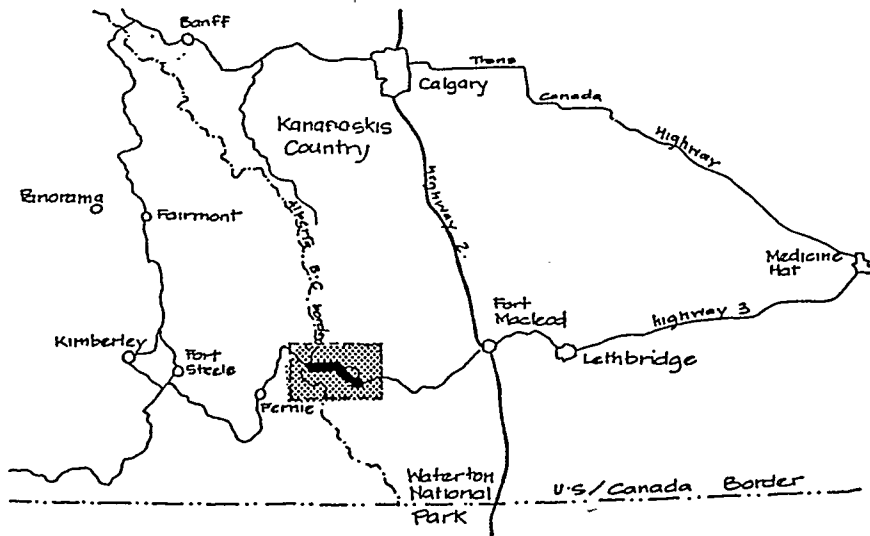 Banff
Trans
Canada
Highway
Calgary
Kananaskis
Country
Highway 2.
Panorama
Fairmont
Alberta B.C. border
Medicine
Hat
Fort
Macleod
Highway 3
Lethbridge
Kimberley
Fort
Steele
Fernie
Waterton
National
Park
U.S/Canada Border